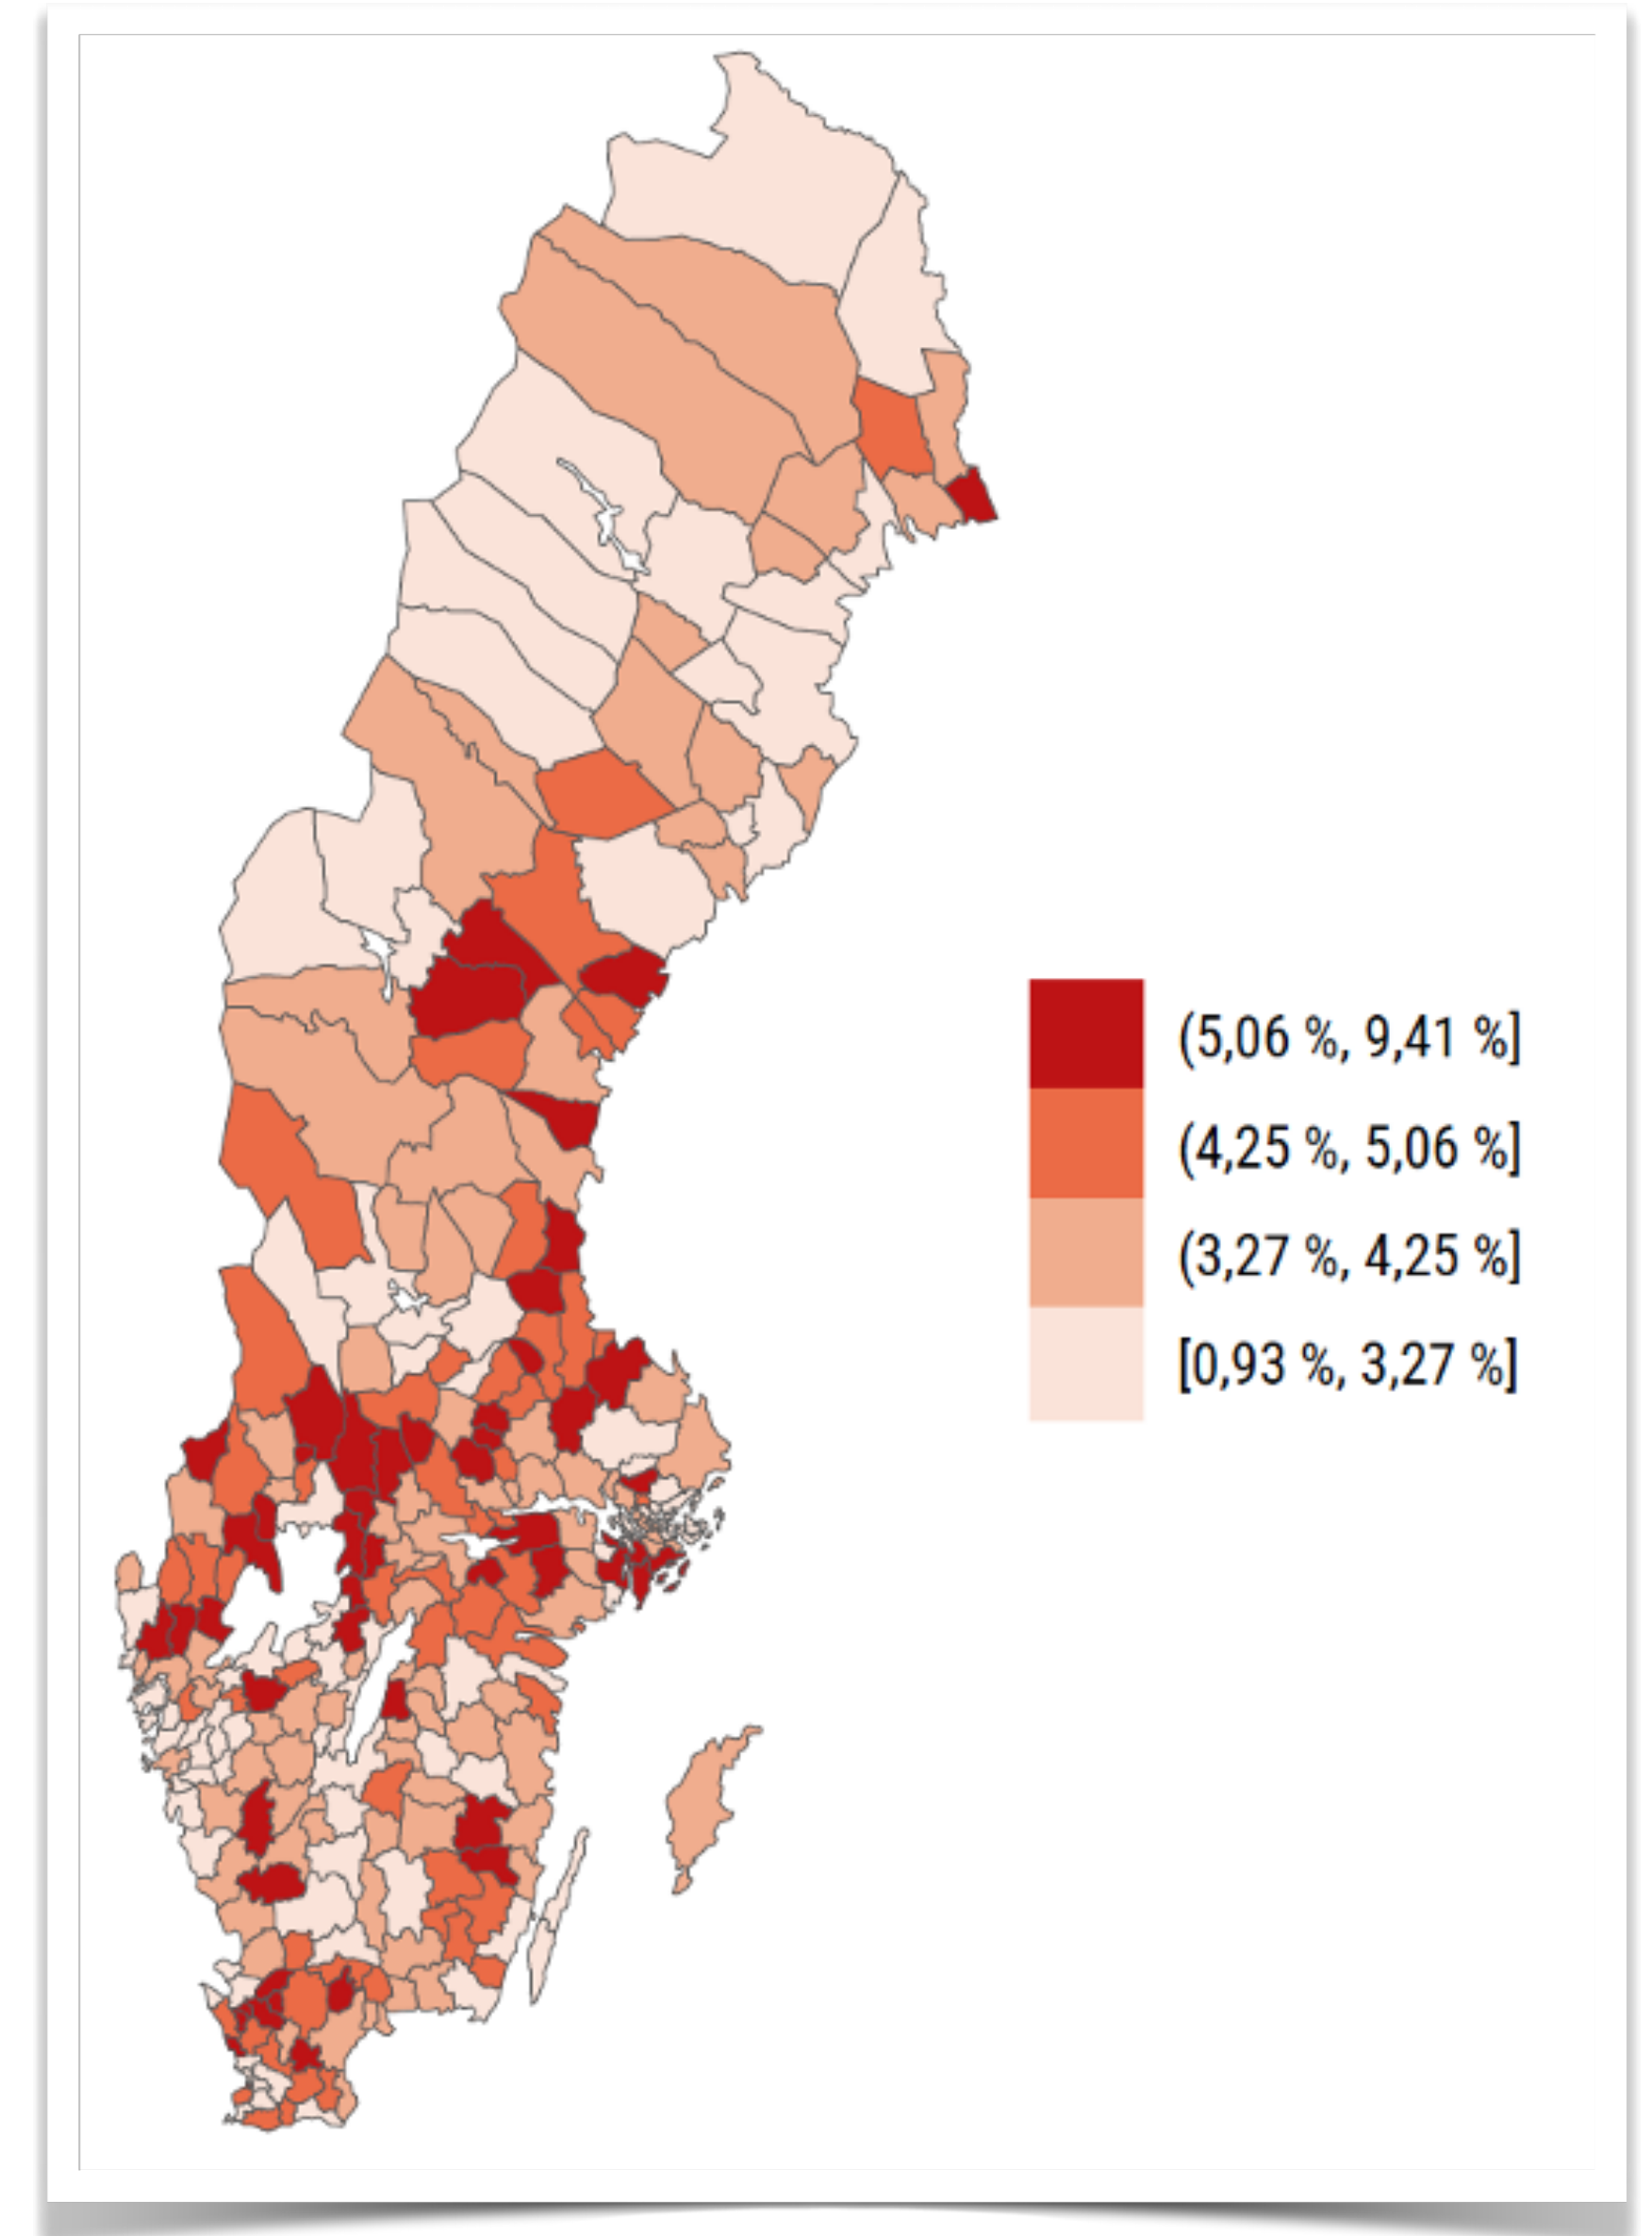 (5,06 %, 9,41 %]
(4,25 %, 5,06 %]
(3,27 %, 4,25 %]
[0,93 %, 3,27 %]